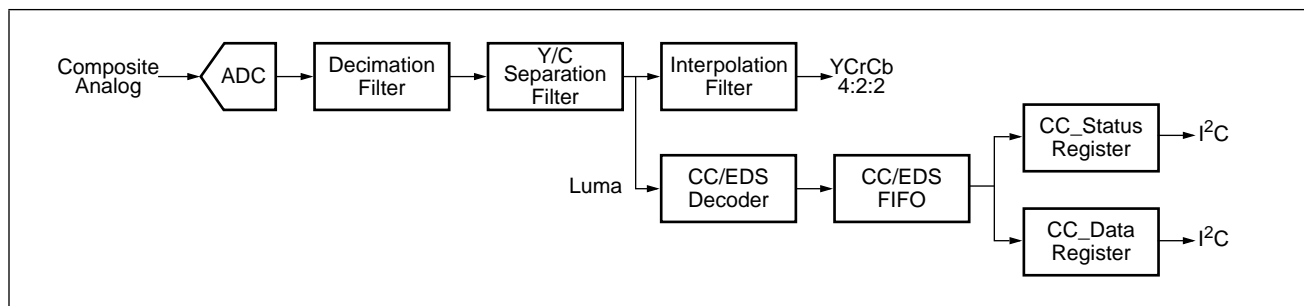 Composite
Analog
ADC
Decimation
Filter
Y/C
Separation
Filter
Interpolation
Filter
YCrCb
4:2:2
Luma
CC/EDS
Decoder
CC/EDS
FIFO
CC_Status
Register
I²C
CC_Data
Register
I²C